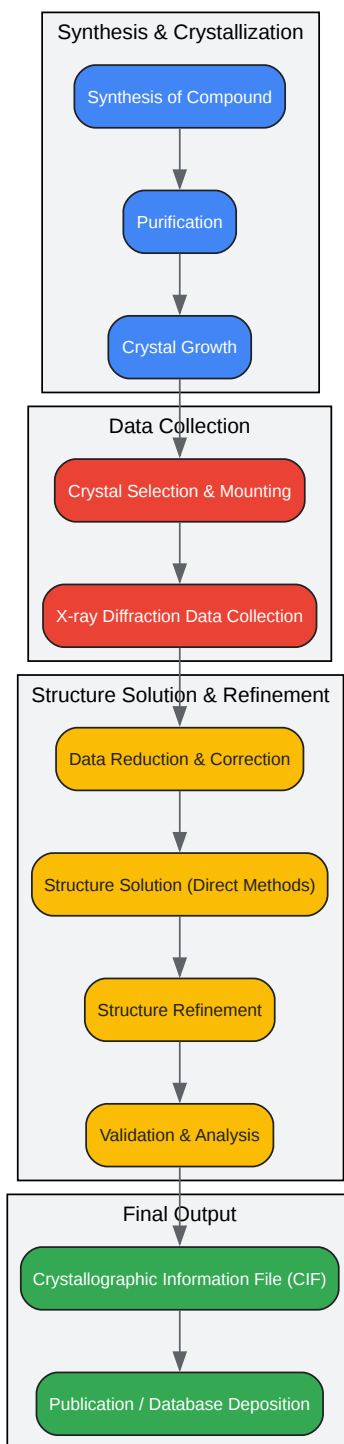 Synthesis & Crystallization
Synthesis of Compound
Purification
Crystal Growth
Data Collection
Crystal Selection & Mounting
X-ray Diffraction Data Collection
Structure Solution & Refinement
Data Reduction & Correction
Structure Solution (Direct Methods)
Structure Refinement
Validation & Analysis
Final Output
Crystallographic Information File (CIF)
Publication / Database Deposition